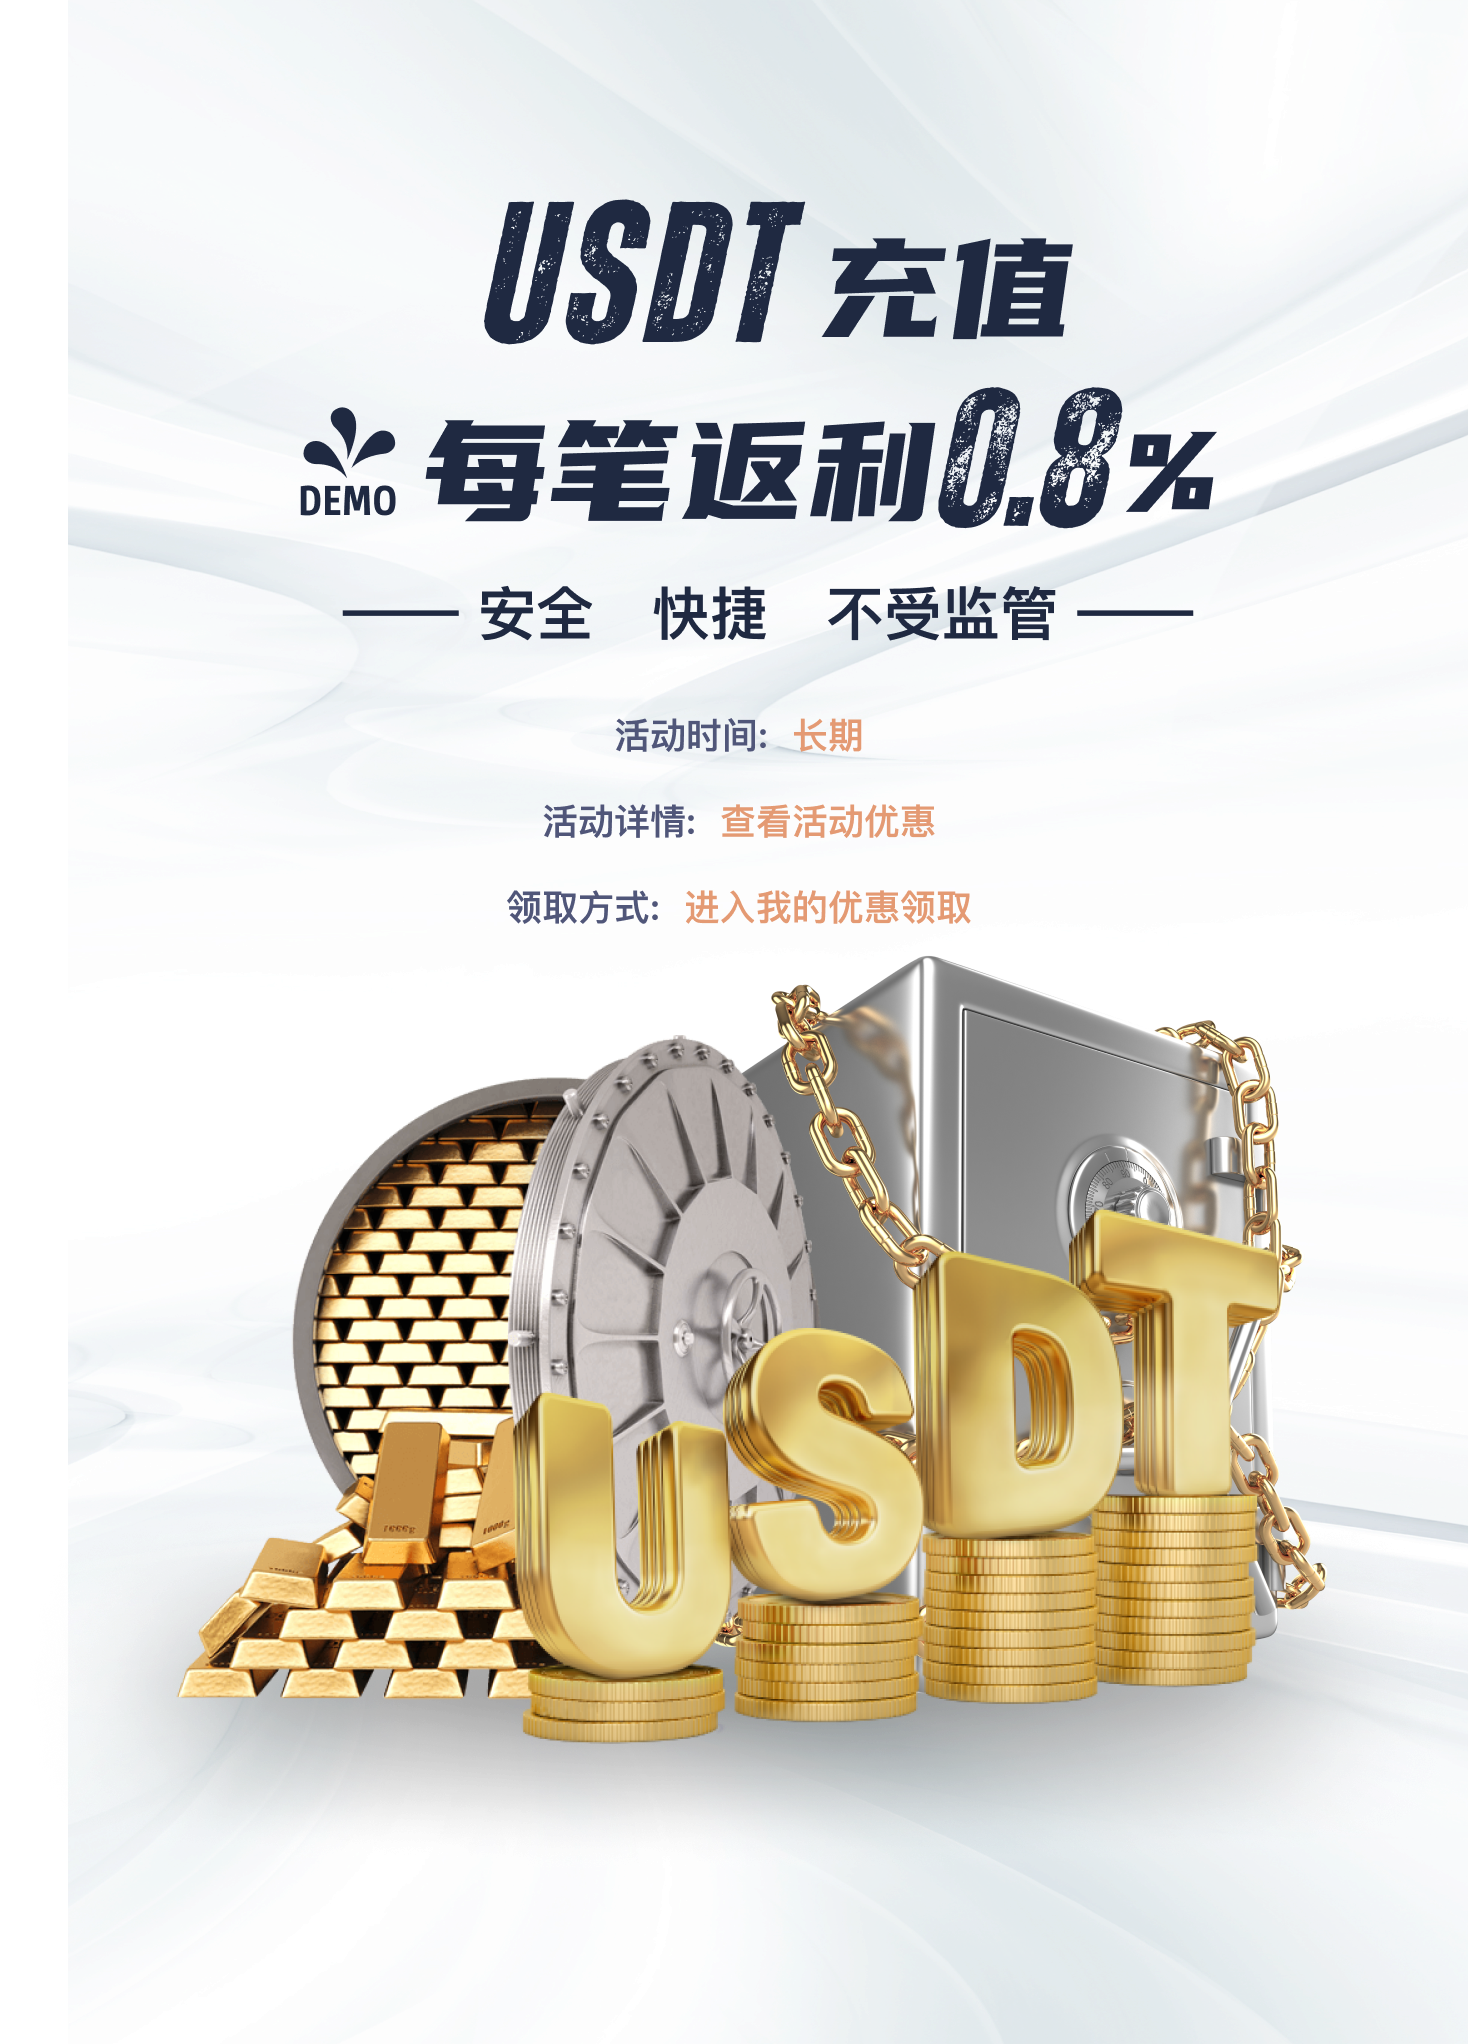 USDT 充值
DEMO 每笔返利0.8%
安全 快捷 不受监管
活动时间: 长期
活动详情: 查看活动优惠
领取方式: 进入我的优惠领取
USDT